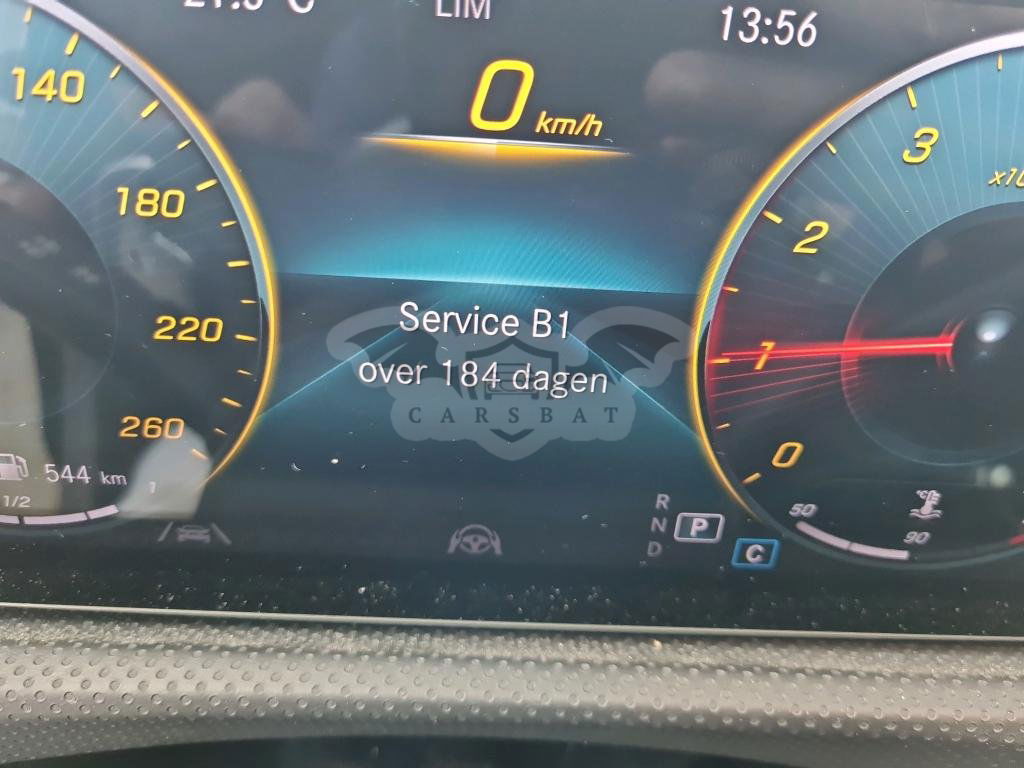 LIM
13:56
0 km/h
140
180
220
260
3
2
1
0
Service B1
over 184 dagen
CARSBAT
544 km
1/2
1
R
N
D
P
C
50
°C
90